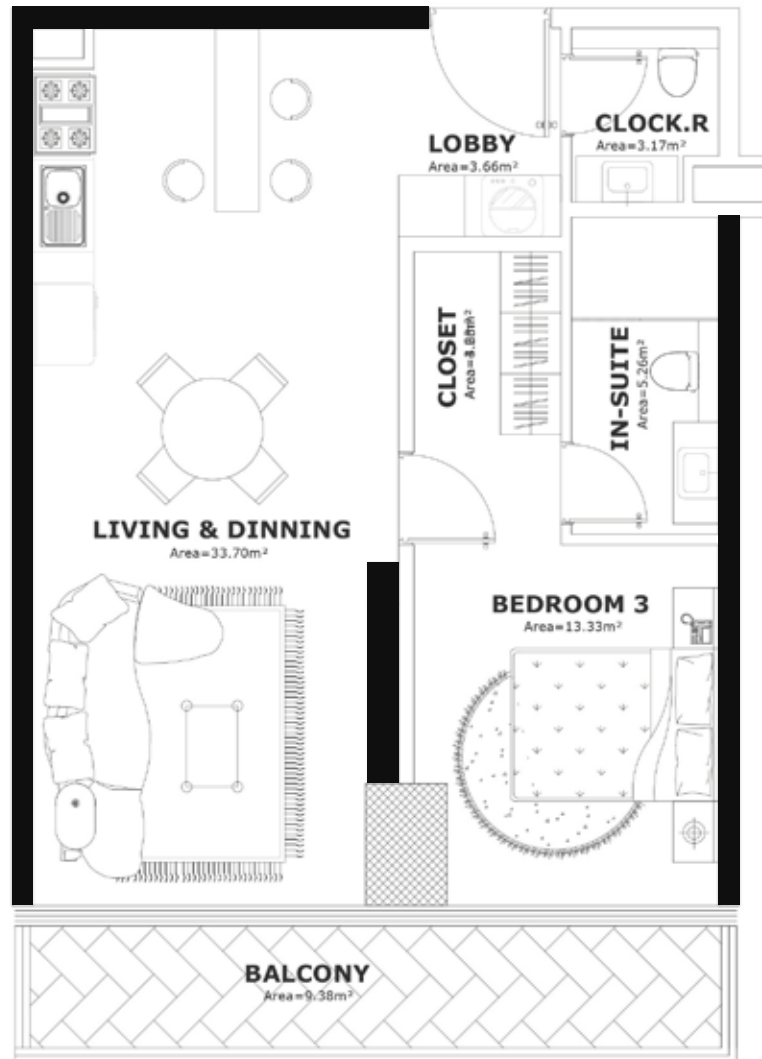 CLOCK.R
Area=3.17m²
LOBBY
Area=3.66m²
CLOSET
IN-SUITE
Area=5.26m²
LIVING & DINNING
Area=33.70m²
BEDROOM 3
Area=13.33m²
BALCONY
Area=9.38m²